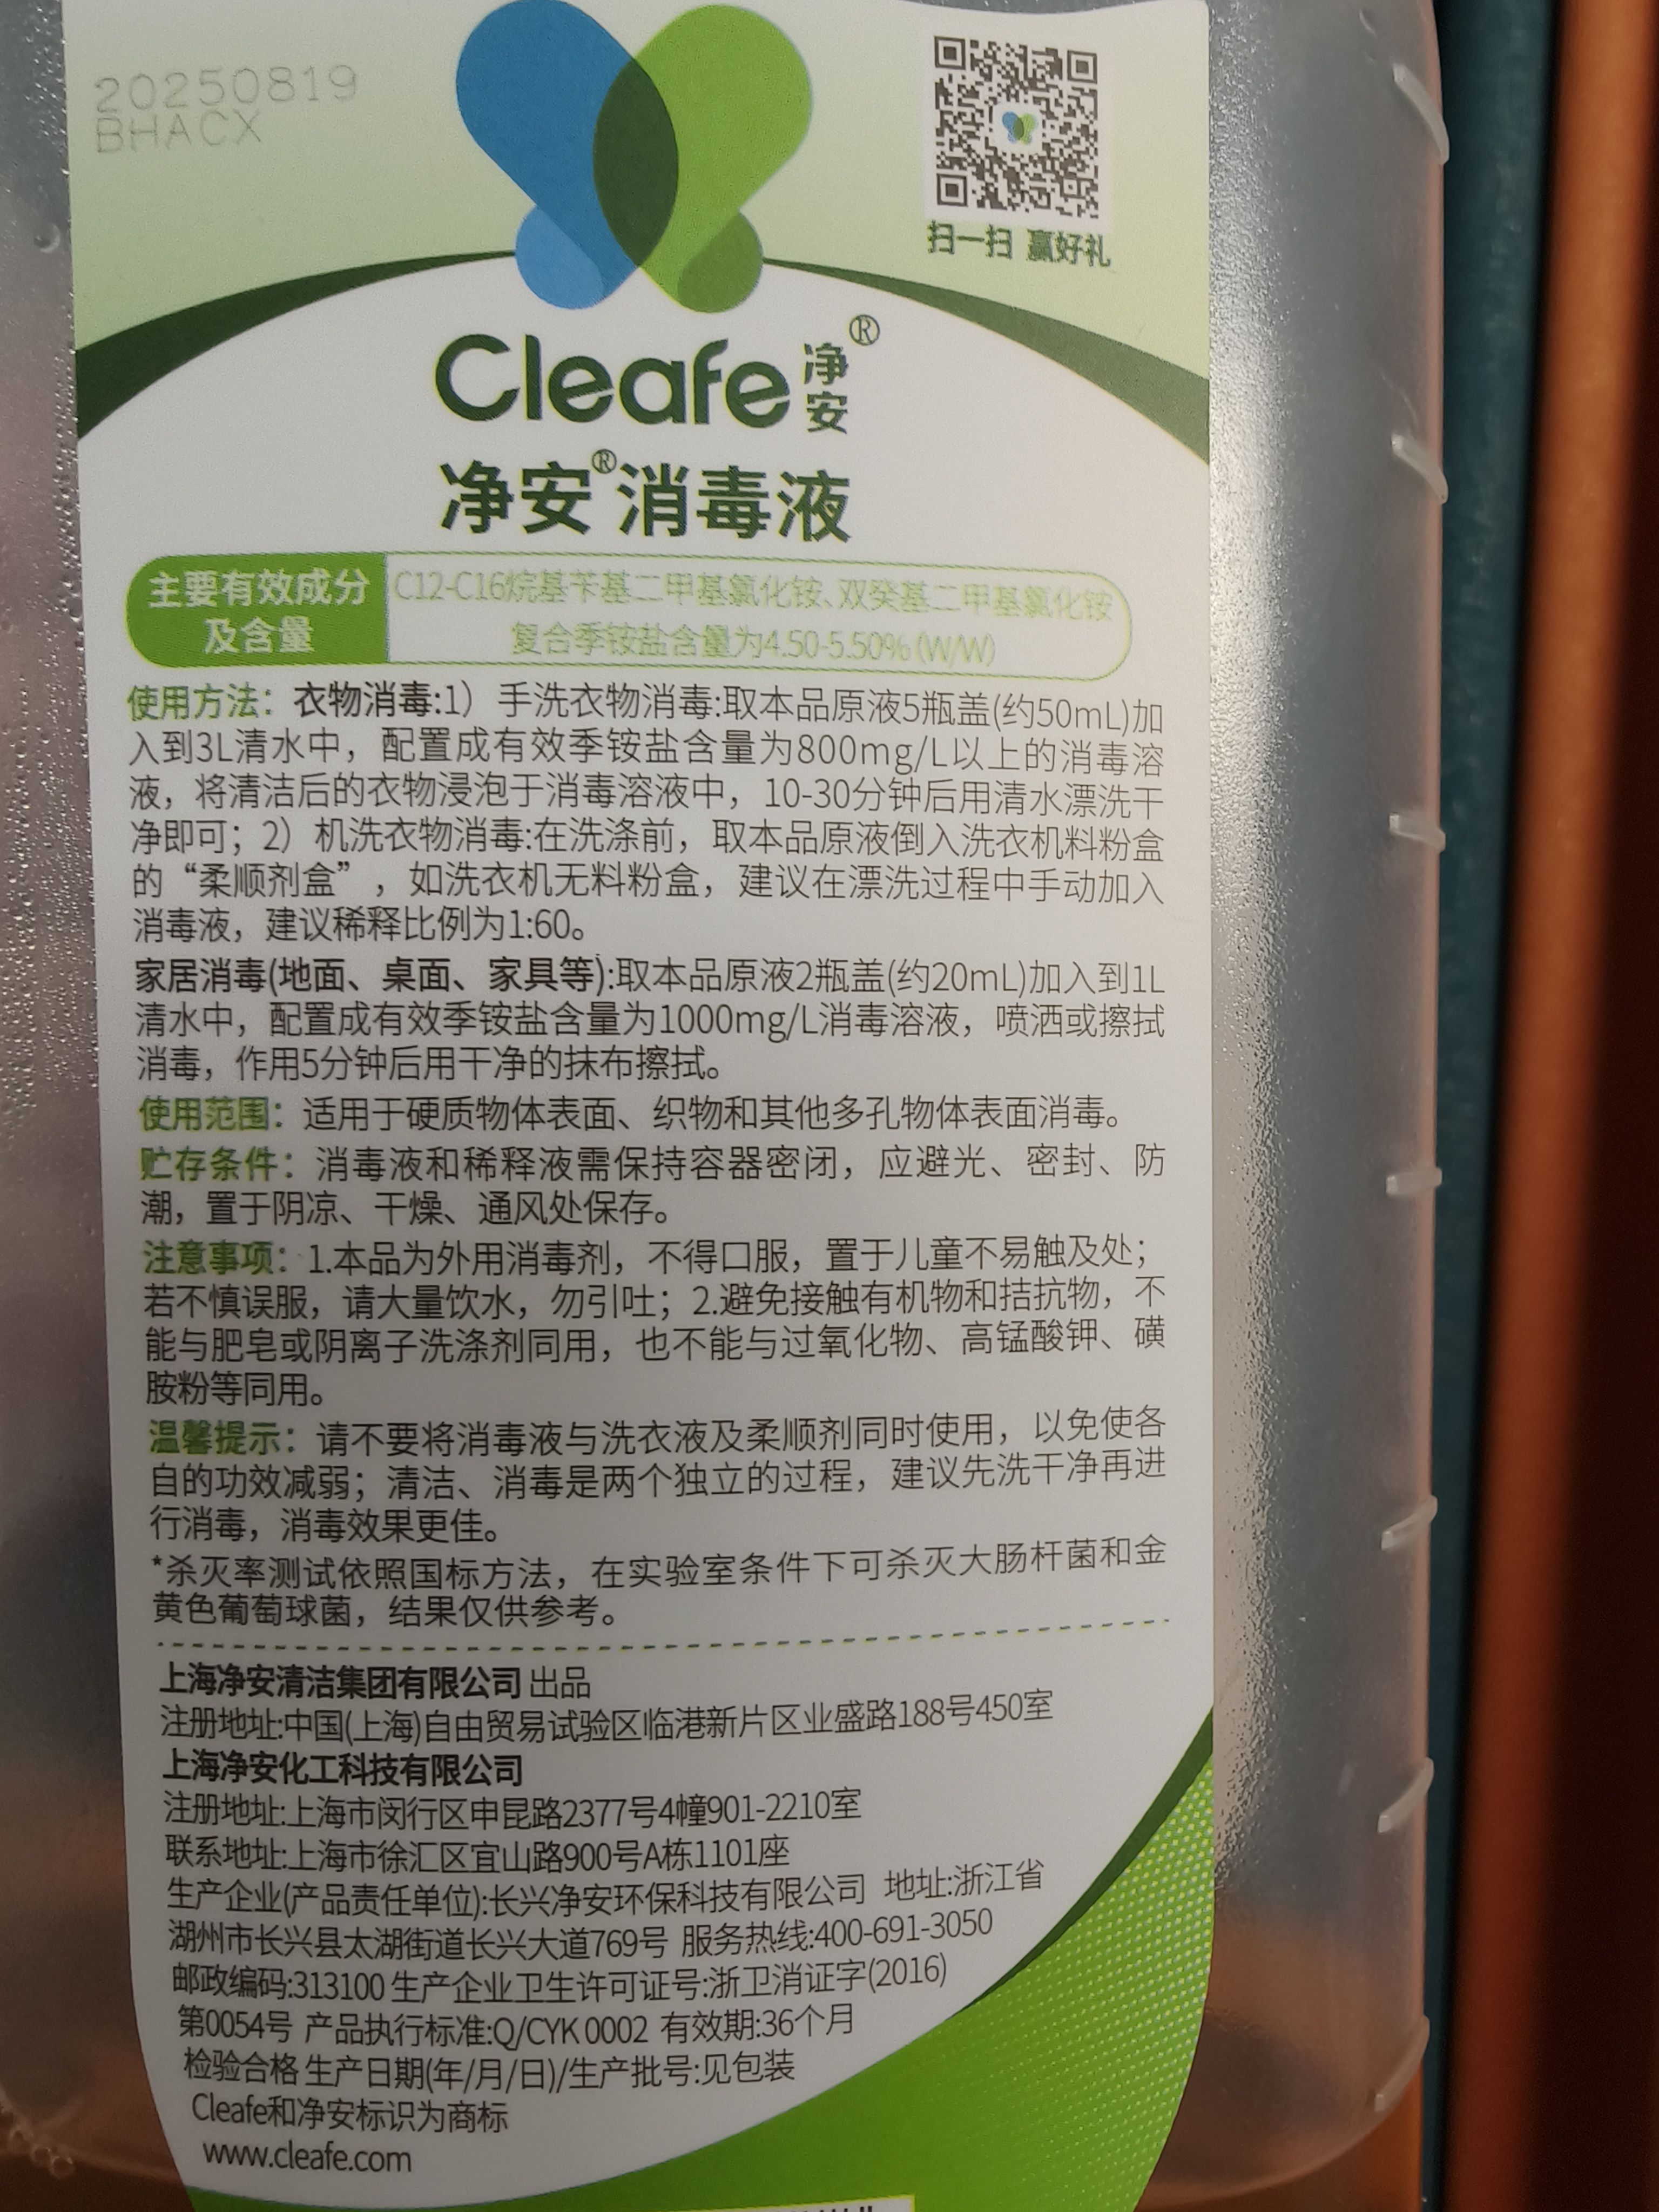 20250819
BHACX
扫一扫 赢好礼
Cleafe净安®
净安®消毒液
主要有效成分
及含量
C12-C16烷基苄基二甲基氯化铵、双癸基二甲基氯化铵
复合季铵盐含量为4.50-5.50% (W/W)
使用方法：衣物消毒:1）手洗衣物消毒:取本品原液5瓶盖(约50mL)加
入到3L清水中，配置成有效季铵盐含量为800mg/L以上的消毒溶
液，将清洁后的衣物浸泡于消毒溶液中，10-30分钟后用清水漂洗干
净即可；2）机洗衣物消毒:在洗涤前，取本品原液倒入洗衣机料粉盒
的“柔顺剂盒”，如洗衣机无料粉盒，建议在漂洗过程中手动加入
消毒液，建议稀释比例为1:60。
家居消毒(地面、桌面、家具等):取本品原液2瓶盖(约20mL)加入到1L
清水中，配置成有效季铵盐含量为1000mg/L消毒溶液，喷洒或擦拭
消毒，作用5分钟后用干净的抹布擦拭。
使用范围：适用于硬质物体表面、织物和其他多孔物体表面消毒。
贮存条件：消毒液和稀释液需保持容器密闭，应避光、密封、防
潮，置于阴凉、干燥、通风处保存。
注意事项：1.本品为外用消毒剂，不得口服，置于儿童不易触及处；
若不慎误服，请大量饮水，勿引吐；2.避免接触有机物和拮抗物，不
能与肥皂或阴离子洗涤剂同用，也不能与过氧化物、高锰酸钾、磺
胺粉等同用。
温馨提示：请不要将消毒液与洗衣液及柔顺剂同时使用，以免使各
自的功效减弱；清洁、消毒是两个独立的过程，建议先洗干净再进
行消毒，消毒效果更佳。
*杀灭率测试依照国标方法，在实验室条件下可杀灭大肠杆菌和金
黄色葡萄球菌，结果仅供参考。
上海净安清洁集团有限公司 出品
注册地址:中国(上海)自由贸易试验区临港新片区业盛路188号450室
上海净安化工科技有限公司
注册地址:上海市闵行区申昆路2377号4幢901-2210室
联系地址:上海市徐汇区宜山路900号A栋1101座
生产企业(产品责任单位):长兴净安环保科技有限公司 地址:浙江省
湖州市长兴县太湖街道长兴大道769号 服务热线:400-691-3050
邮政编码:313100 生产企业卫生许可证号:浙卫消证字(2016)
第0054号 产品执行标准:Q/CYK 0002 有效期:36个月
检验合格 生产日期(年/月/日)/生产批号:见包装
Cleafe和净安标识为商标
www.cleafe.com